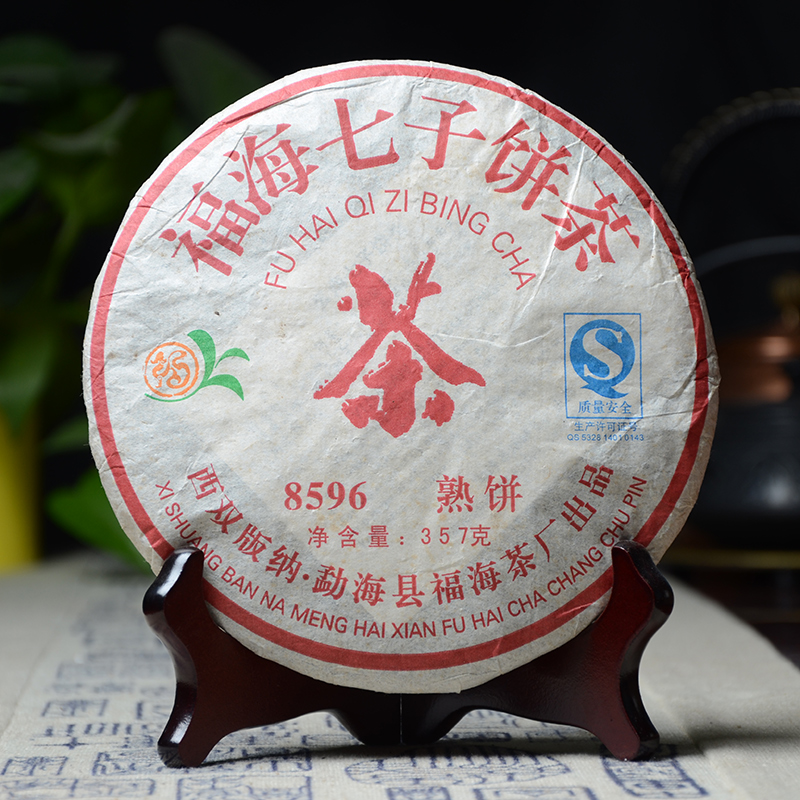 福海七子饼茶
FU HAI QI ZI BING CHA
茶
福
S
质量安全
生产许可证号
QS 5328 1401 0143
8596 熟饼
净含量：357克
西双版纳·勐海县福海茶厂出品
XI SHUANG BAN NA MENG HAI XIAN FU HAI CHA CHANG CHU PIN